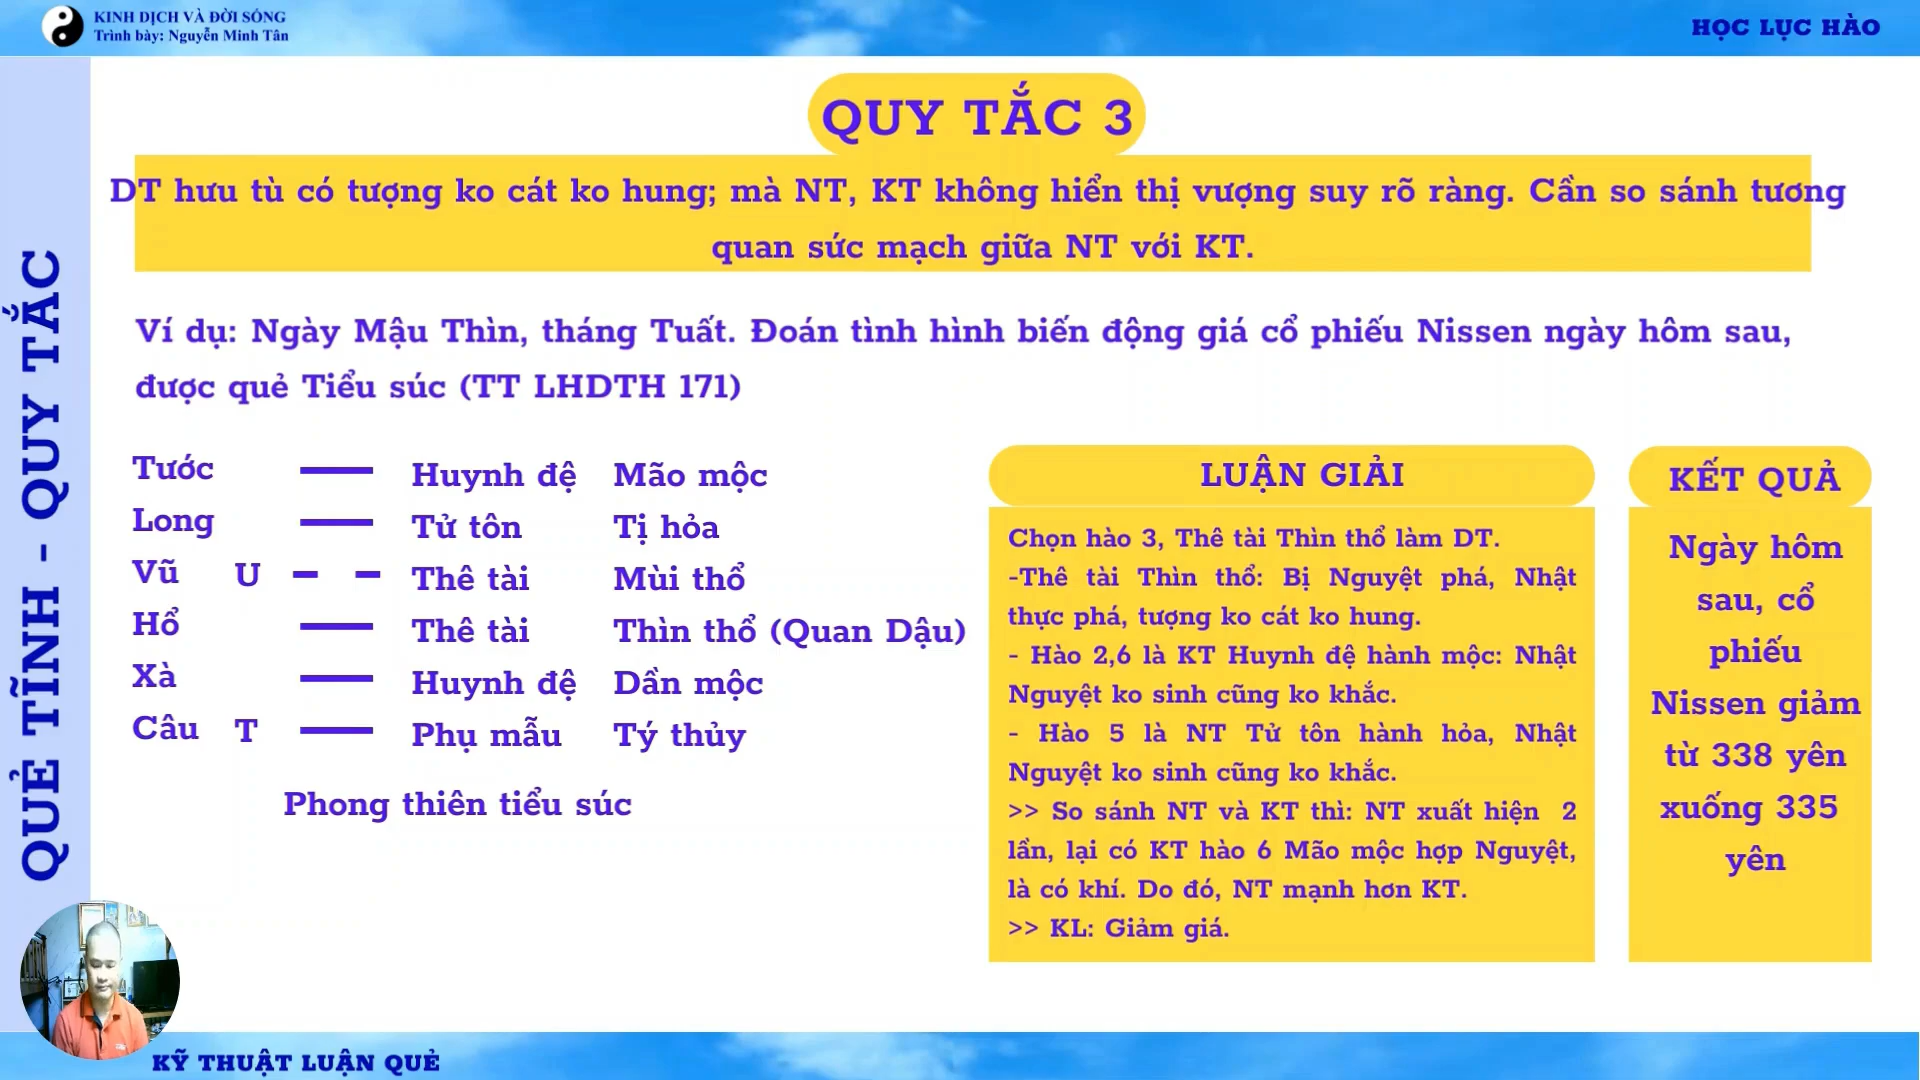 KINH DỊCH VÀ ĐỜI SỐNG
Trình bày: Nguyễn Minh Tân
HỌC LỤC HÀO
QUẺ TĨNH - QUY TẮC
QUY TẮC 3
DT hưu tù có tượng ko cát ko hung; mà NT, KT không hiển thị vượng suy rõ ràng. Cần so sánh tương
quan sức mạch giữa NT với KT.
Ví dụ: Ngày Mậu Thìn, tháng Tuất. Đoán tình hình biến động giá cổ phiếu Nissen ngày hôm sau,
được quẻ Tiểu súc (TT LHDTH 171)
Tước Huynh đệ Mão mộc
Long Tử tôn Tị hỏa
Vũ U Thê tài Mùi thổ
Hổ Thê tài Thìn thổ (Quan Dậu)
Xà Huynh đệ Dần mộc
Câu T Phụ mẫu Tý thủy
Phong thiên tiểu súc
LUẬN GIẢI
Chọn hào 3, Thê tài Thìn thổ làm DT.
-Thê tài Thìn thổ: Bị Nguyệt phá, Nhật
thực phá, tượng ko cát ko hung.
- Hào 2,6 là KT Huynh đệ hành mộc: Nhật
Nguyệt ko sinh cũng ko khắc.
- Hào 5 là NT Tử tôn hành hỏa, Nhật
Nguyệt ko sinh cũng ko khắc.
>> So sánh NT và KT thì: NT xuất hiện 2
lần, lại có KT hào 6 Mão mộc hợp Nguyệt,
là có khí. Do đó, NT mạnh hơn KT.
>> KL: Giảm giá.
KẾT QUẢ
Ngày hôm
sau, cổ
phiếu
Nissen giảm
từ 338 yên
xuống 335
yên
KỸ THUẬT LUẬN QUẺ